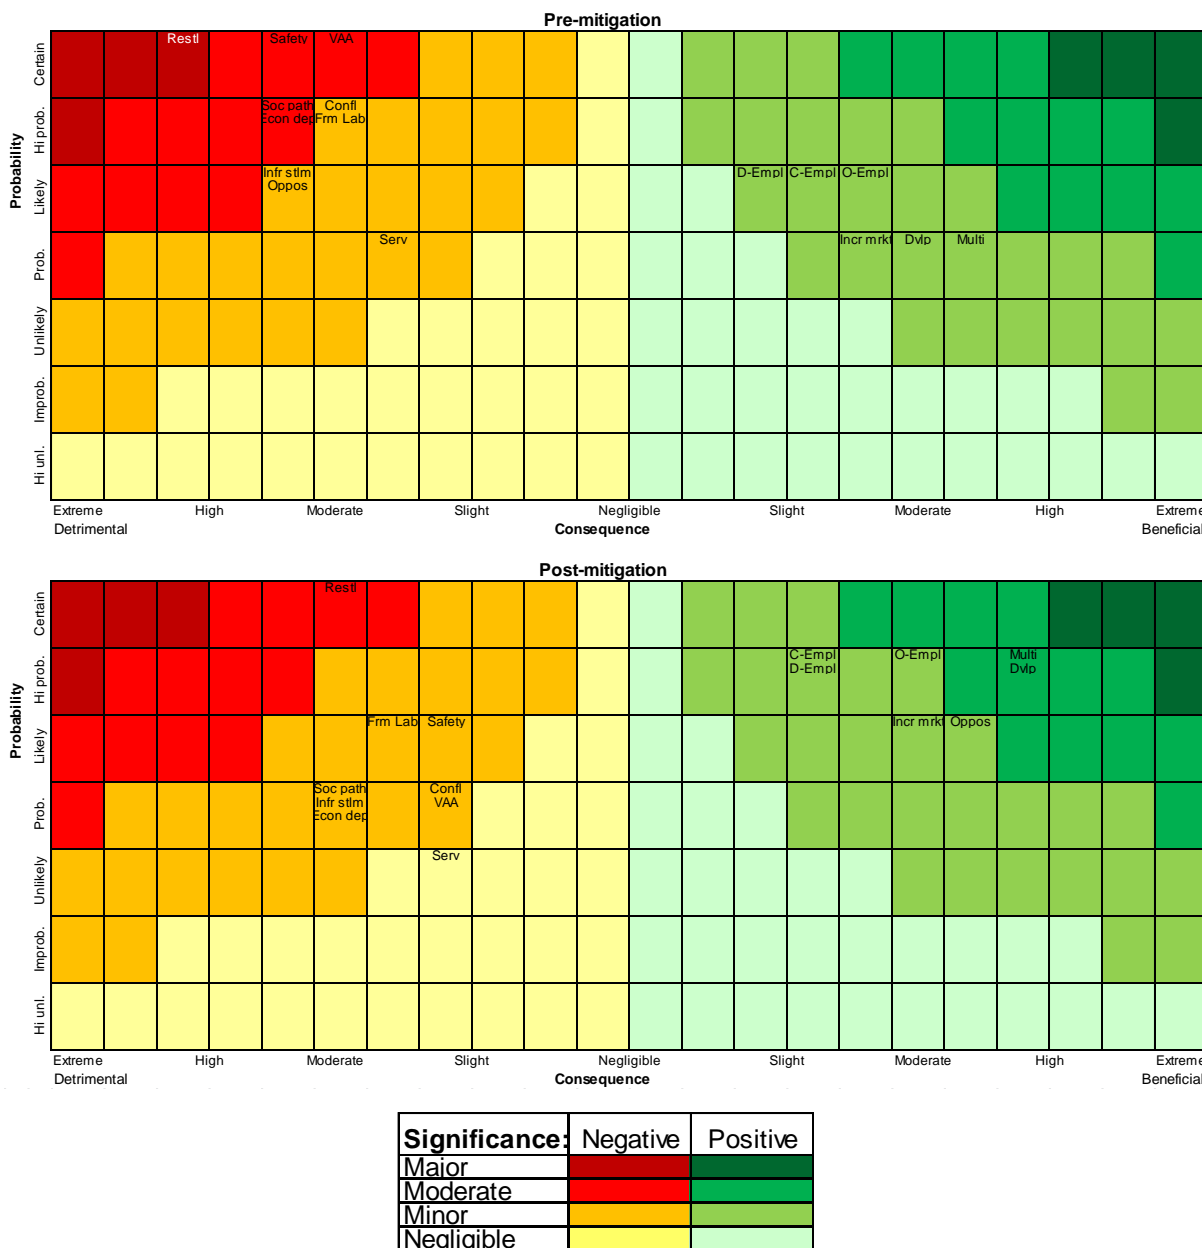 Pre-mitigation
Probability
Certain
Restl Safety VAA
Hi prob.
Soc path Confl
Econ dep Frm Lab
Likely
Infr stlm D-Empl C-Empl O-Empl
Oppos
Prob.
Serv Incr mrkt Dvlp Multi
Unlikely
Improb.
Hi unl.
Extreme High Moderate Slight Negligible Slight Moderate High Extreme
Detrimental Consequence Beneficial
Post-mitigation
Probability
Certain
Restl
Hi prob.
C-Empl O-Empl Multi
D-Empl Dvlp
Likely
Frm Lab Safety Incr mrkt Oppos
Prob.
Soc path Confl
Infr stlm VAA
Econ dep
Unlikely
Serv
Improb.
Hi unl.
Extreme High Moderate Slight Negligible Slight Moderate High Extreme
Detrimental Consequence Beneficial
Significance: Negative Positive
Major
Moderate
Minor
Negligible